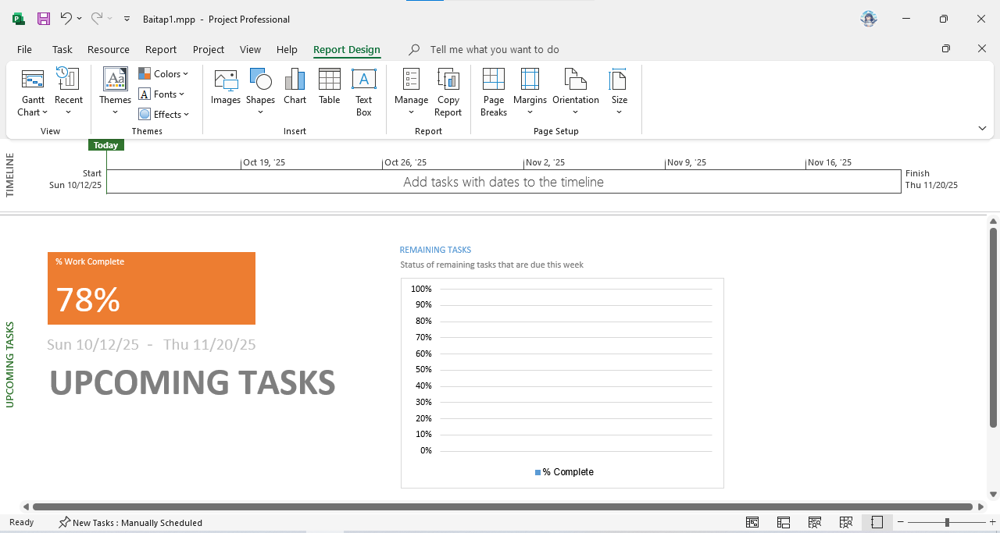 Baitap1.mpp - Project Professional
File Task Resource Report Project View Help Report Design Tell me what you want to do
Gantt Chart
Recent
View
Themes
Colors
Fonts
Effects
Themes
Images
Shapes
Chart
Table
Text Box
Insert
Manage
Copy Report
Report
Page Breaks
Margins
Orientation
Size
Page Setup
TIMELINE
Today
Start
Sun 10/12/25
Oct 19, '25 Oct 26, '25 Nov 2, '25 Nov 9, '25 Nov 16, '25
Add tasks with dates to the timeline
Finish
Thu 11/20/25
UPCOMING TASKS
% Work Complete
78%
Sun 10/12/25 - Thu 11/20/25
UPCOMING TASKS
REMAINING TASKS
Status of remaining tasks that are due this week
100%
90%
80%
70%
60%
50%
40%
30%
20%
10%
0%
% Complete
Ready New Tasks : Manually Scheduled